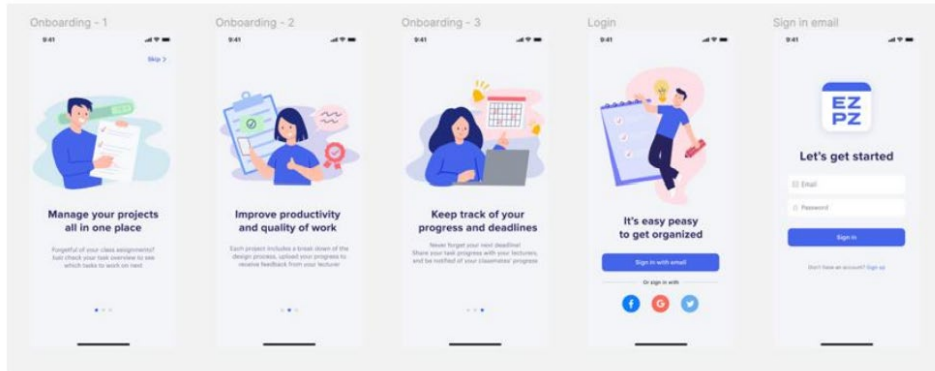 Onboarding - 1
9:41
Skip >
Manage your projects
all in one place
Forgetful of your class assignments?
Just check your task overview to see
which tasks to work on next
Onboarding - 2
9:41
Improve productivity
and quality of work
Each project includes a break down of the
design process, upload your progress to
receive feedback from your lecturer
Onboarding - 3
9:41
Keep track of your
progress and deadlines
Never forget your next deadline!
Share your task progress with your lecturers,
and be notified of your classmates' progress
Login
9:41
It's easy peasy
to get organized
Sign in with email
Or sign in with
f
G
Sign in email
9:41
EZ
PZ
Let's get started
Email
Password
Sign in
Don't have an account? Sign up